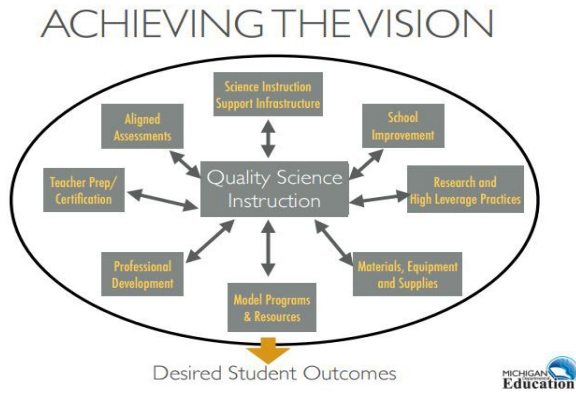 ACHIEVING THE VISION
Science Instruction
Support Infrastructure
Aligned
Assessments
School
Improvement
Teacher Prep/
Certification
Quality Science
Instruction
Research and
High Leverage Practices
Professional
Development
Materials, Equipment
and Supplies
Model Programs
& Resources
Desired Student Outcomes
MICHIGAN
Education